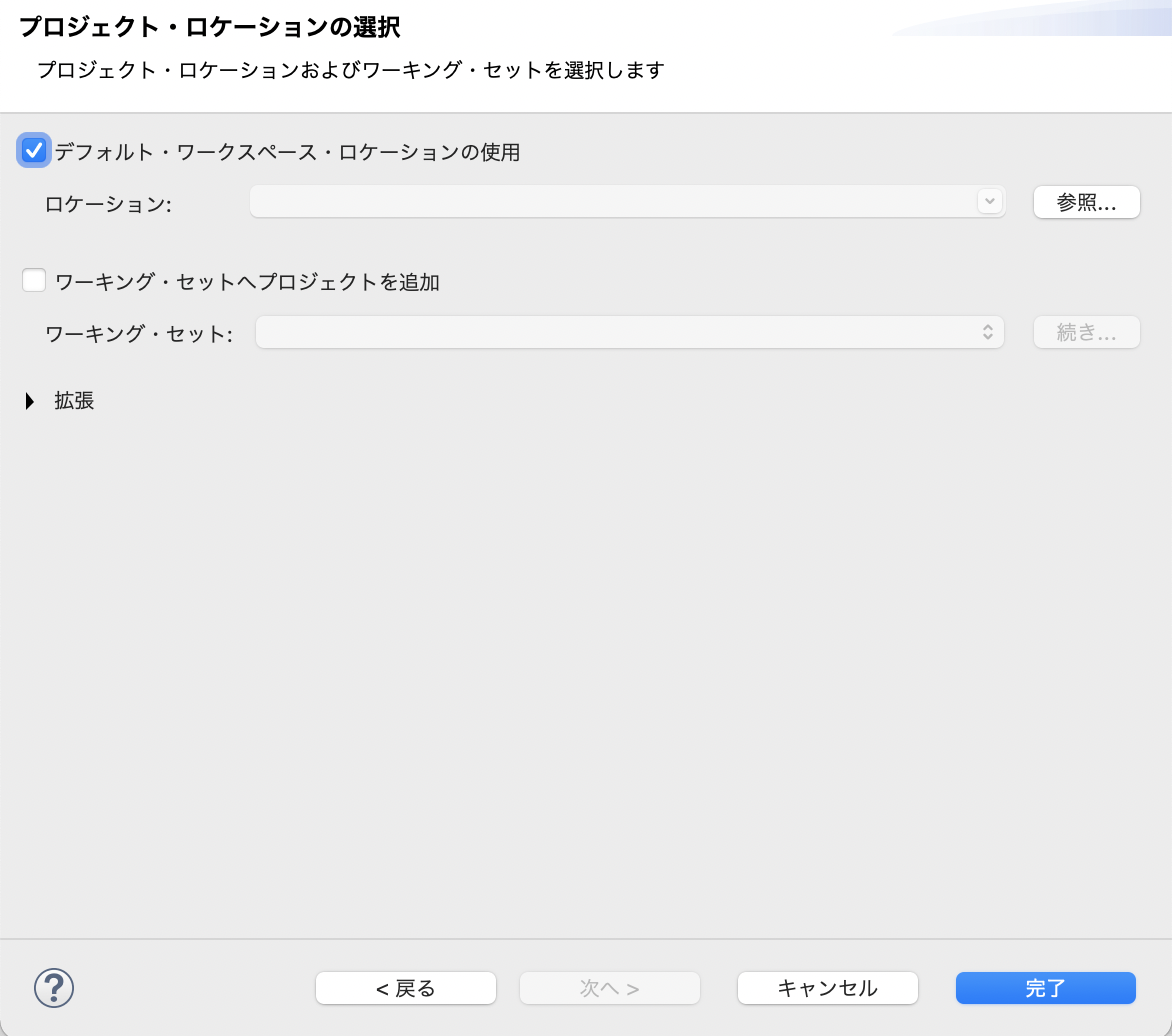 プロジェクト・ロケーションの選択
プロジェクト・ロケーションおよびワーキング・セットを選択します
デフォルト・ワークスペース・ロケーションの使用
ロケーション:
参照...
ワーキング・セットへプロジェクトを追加
ワーキング・セット:
続き...
拡張
?
< 戻る
次へ >
キャンセル
完了